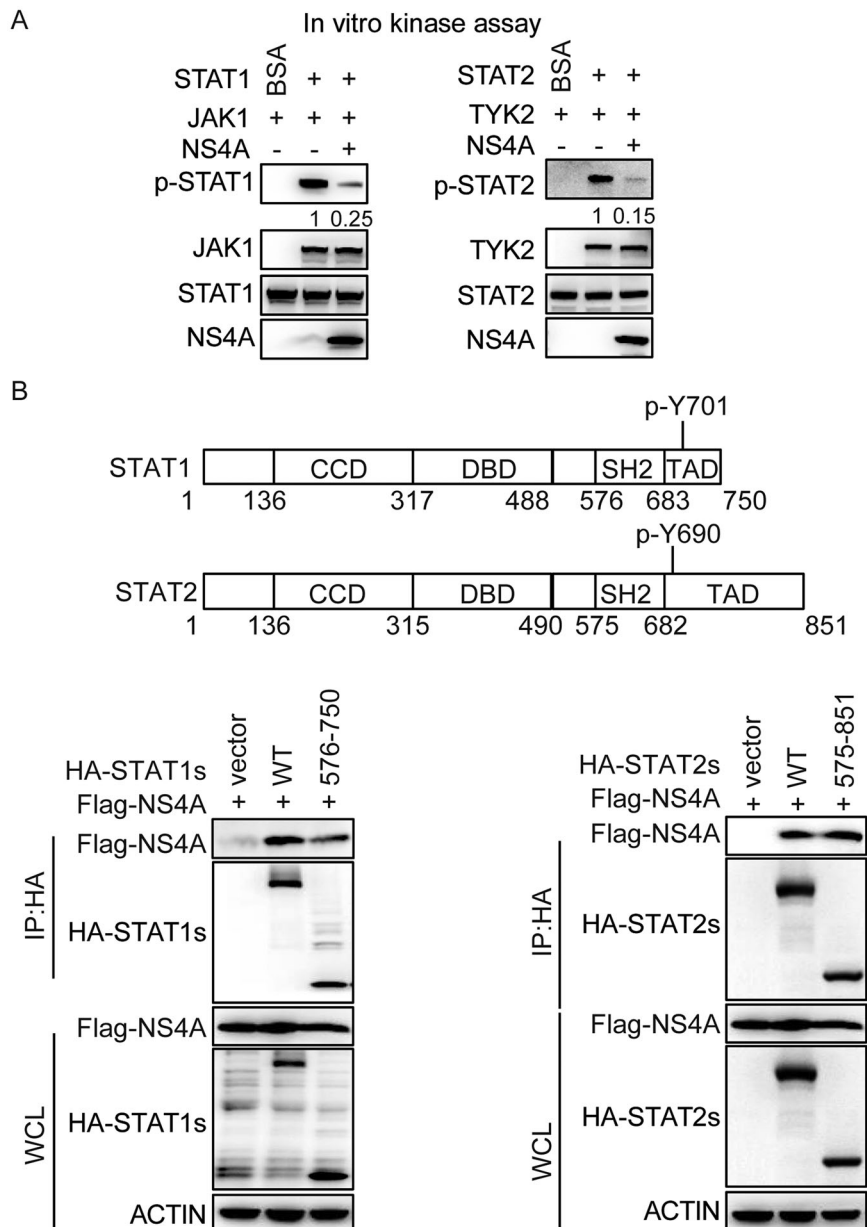 A
In vitro kinase assay
STAT1 BSA + +
JAK1 + + +
NS4A - - +
p-STAT1
1 0.25
JAK1
STAT1
NS4A
STAT2 BSA + +
TYK2 + + +
NS4A - - +
p-STAT2
1 0.15
TYK2
STAT2
NS4A
B
p-Y701
STAT1 CCD DBD SH2 TAD
1 136 317 488 576 683 750
p-Y690
STAT2 CCD DBD SH2 TAD
1 136 315 490 575 682 851
HA-STAT1s vector WT 576-750
Flag-NS4A + + +
IP:HA
Flag-NS4A
HA-STAT1s
WCL
Flag-NS4A
HA-STAT1s
ACTIN
HA-STAT2s vector WT 575-851
Flag-NS4A + + +
IP:HA
Flag-NS4A
HA-STAT2s
WCL
Flag-NS4A
HA-STAT2s
ACTIN